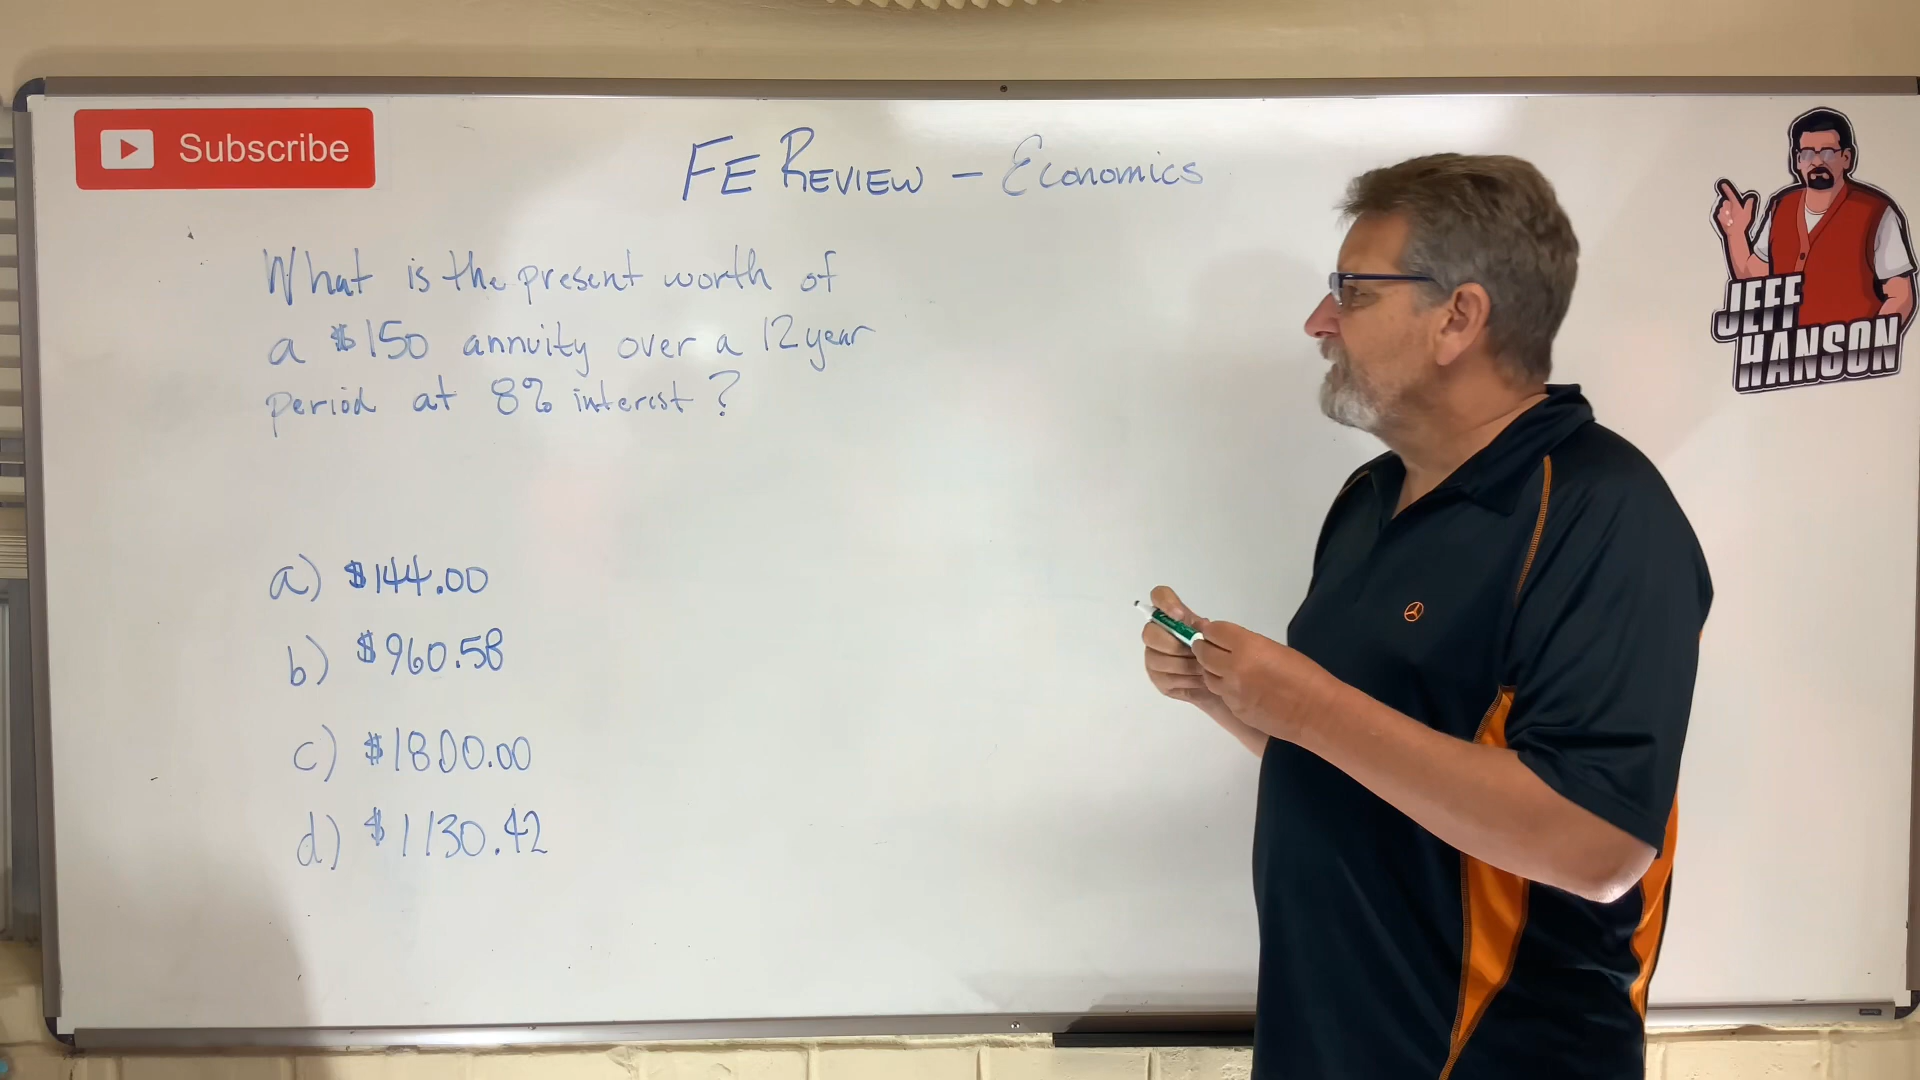 Subscribe
FE REVIEW - Economics
What is the present worth of
a $150 annuity over a 12 year
period at 8% interest?
a) $144.00
b) $960.58
c) $1800.00
d) $1130.42
JEFF
HANSON